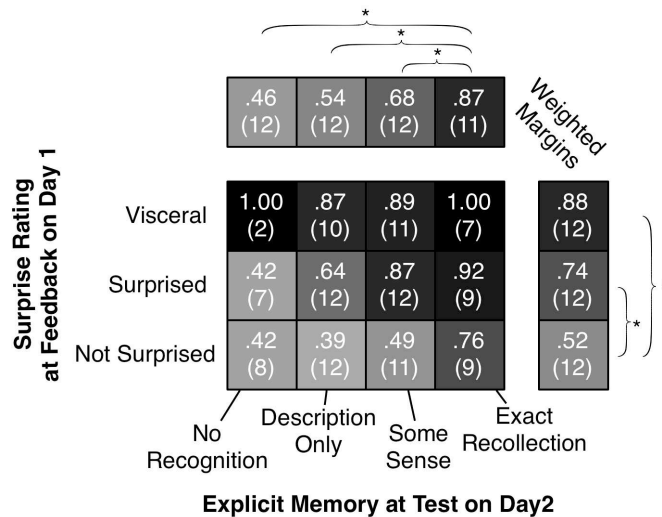 *
*
*
.46 .54 .68 .87
(12) (12) (12) (11)
Weighted
Margins
Surprise Rating
at Feedback on Day 1
Visceral
1.00 .87 .89 1.00 .88
(2) (10) (11) (7) (12)
Surprised
.42 .64 .87 .92 .74
(7) (12) (12) (9) (12)
*
Not Surprised
.42 .39 .49 .76 .52
(8) (12) (11) (9) (12)
No
Recognition
Description
Only
Some
Sense
Exact
Recollection
Explicit Memory at Test on Day2